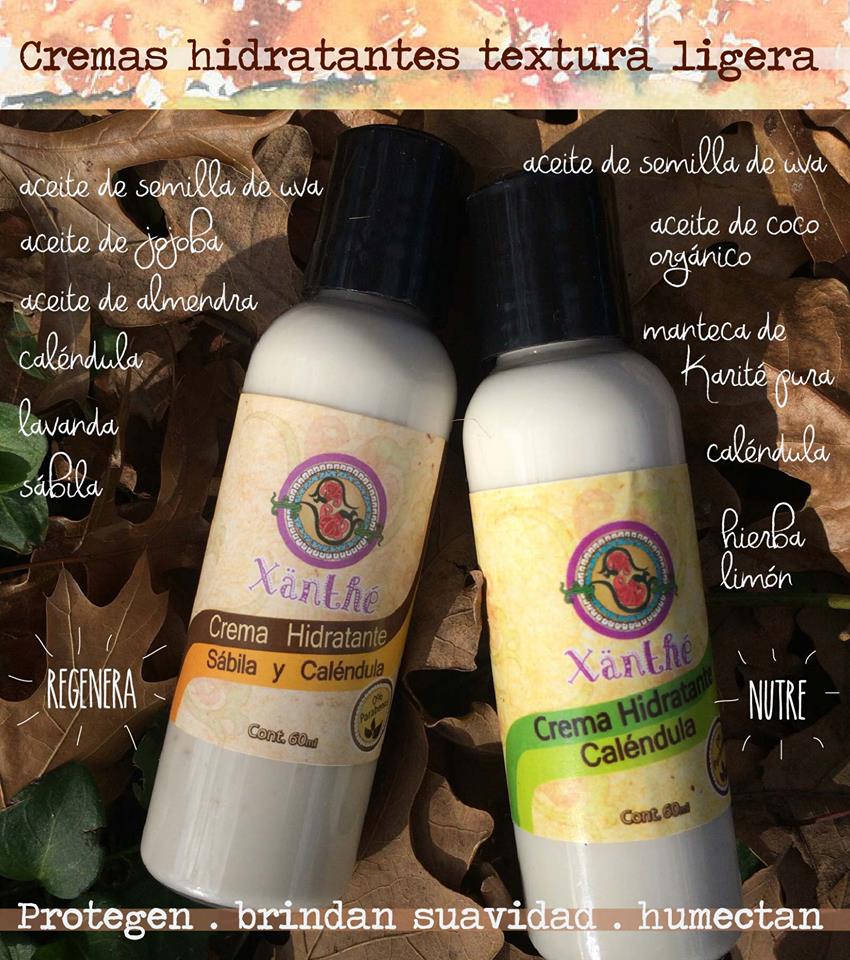 Cremas hidratantes textura ligera
aceite de semilla de uva
aceite de jojoba
aceite de almendra
caléndula
lavanda
sábila
REGENERA
aceite de semilla de uva
aceite de coco
orgánico
manteca de
Karité pura
caléndula
hierba
limón
NUTRE
Xänthé
Crema Hidratante
Sábila y Caléndula
Parabenos
Cont. 60ml
Xänthé
Crema Hidratante
Caléndula
Cont. 60ml
Protegen . brindan suavidad . humectan